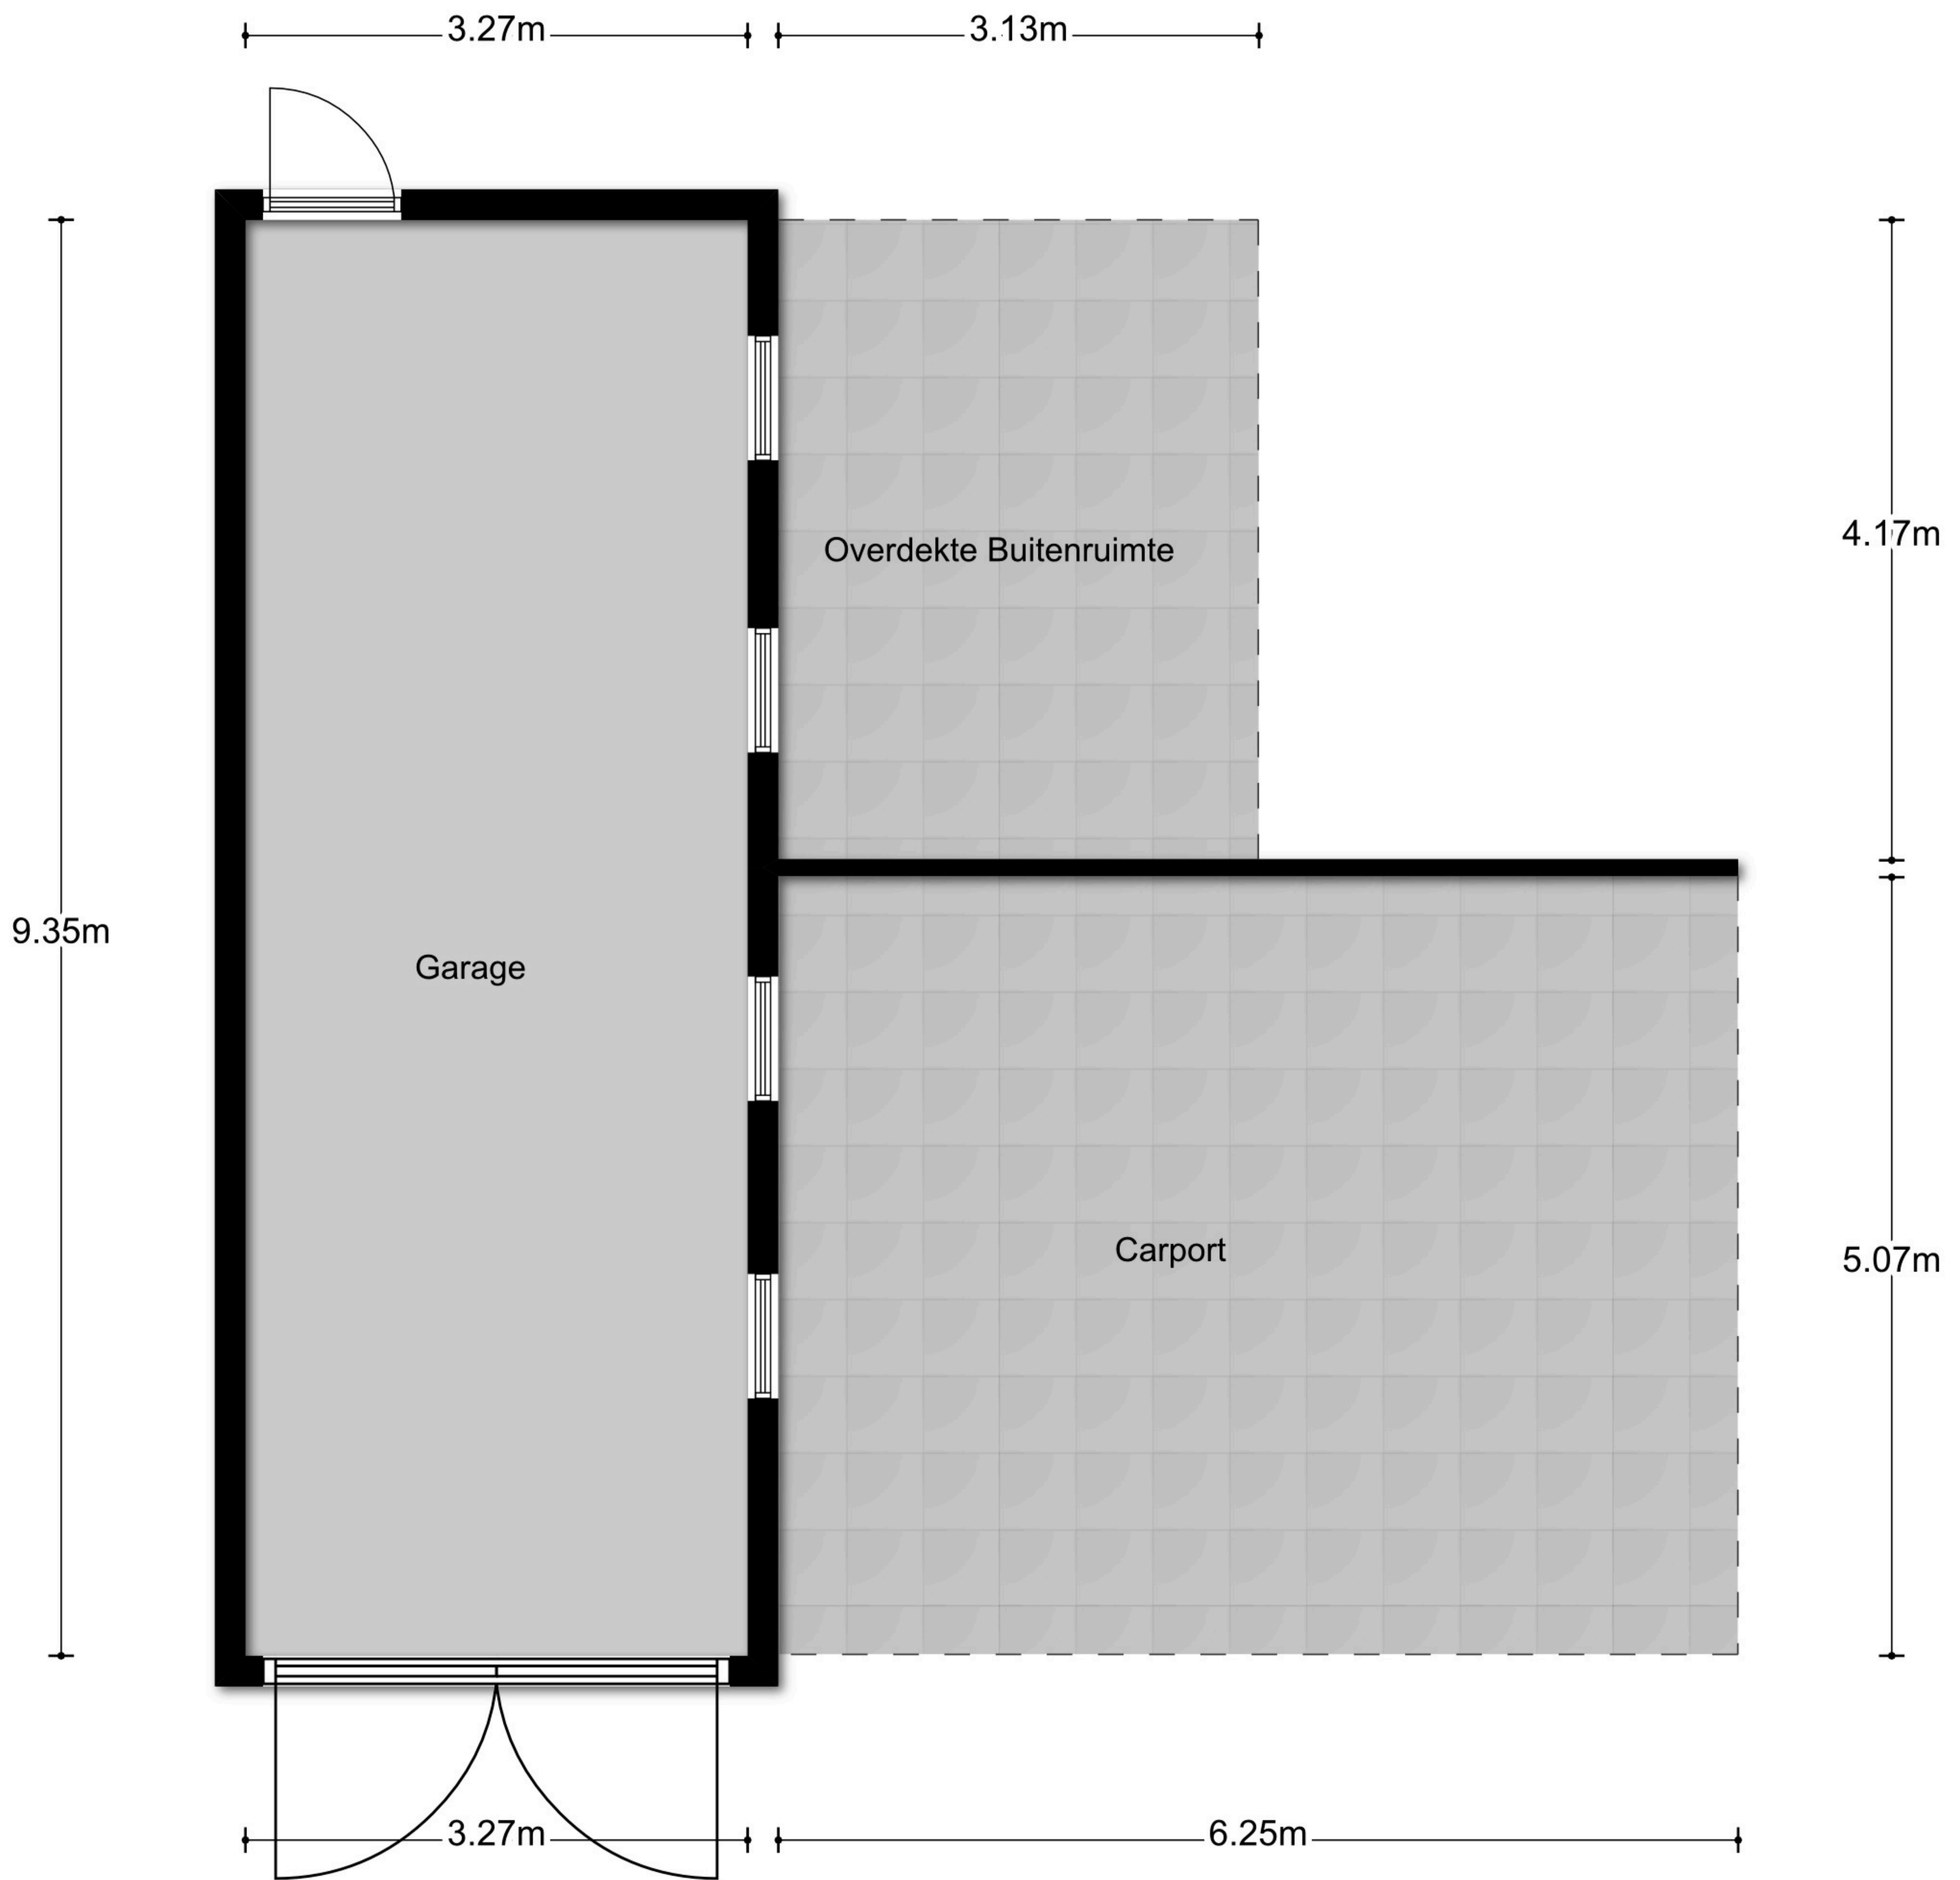 3.27m
3.13m
4.17m
Overdekte Buitenruimte
9.35m
Garage
Carport
5.07m
3.27m
6.25m